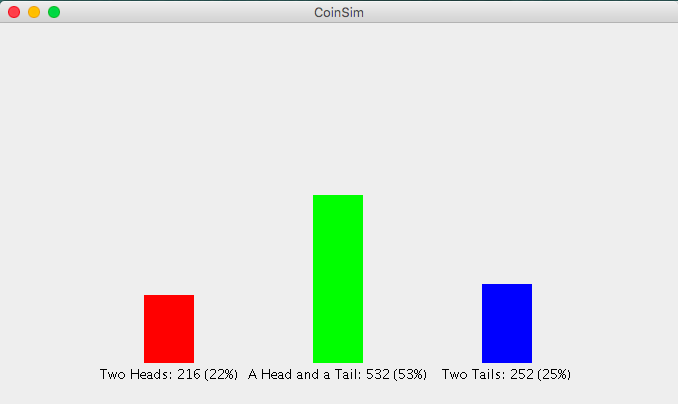 CoinSim
Two Heads: 216 (22%) A Head and a Tail: 532 (53%) Two Tails: 252 (25%)